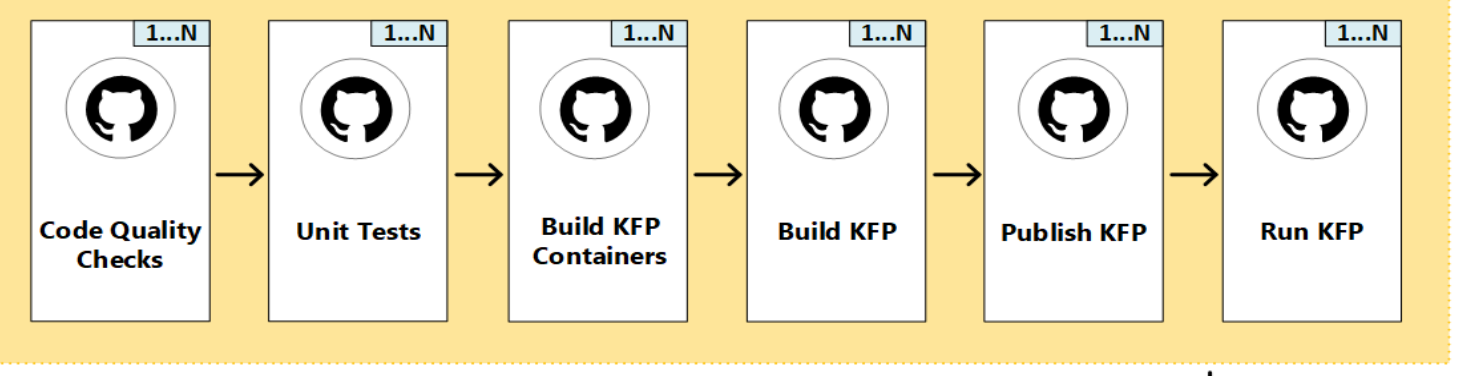 1...N
1...N
1...N
1...N
1...N
1...N
Code Quality
Checks
Unit Tests
Build KFP
Containers
Build KFP
Publish KFP
Run KFP